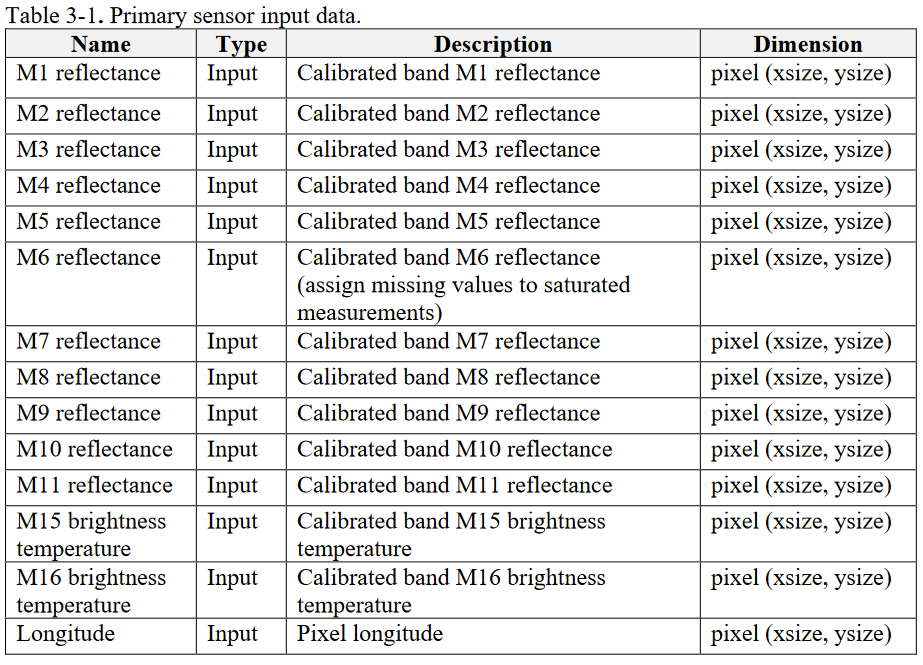 Table 3-1. Primary sensor input data.
Name Type Description Dimension
M1 reflectance Input Calibrated band M1 reflectance pixel (xsize, ysize)
M2 reflectance Input Calibrated band M2 reflectance pixel (xsize, ysize)
M3 reflectance Input Calibrated band M3 reflectance pixel (xsize, ysize)
M4 reflectance Input Calibrated band M4 reflectance pixel (xsize, ysize)
M5 reflectance Input Calibrated band M5 reflectance pixel (xsize, ysize)
M6 reflectance Input Calibrated band M6 reflectance pixel (xsize, ysize)
(assign missing values to saturated
measurements)
M7 reflectance Input Calibrated band M7 reflectance pixel (xsize, ysize)
M8 reflectance Input Calibrated band M8 reflectance pixel (xsize, ysize)
M9 reflectance Input Calibrated band M9 reflectance pixel (xsize, ysize)
M10 reflectance Input Calibrated band M10 reflectance pixel (xsize, ysize)
M11 reflectance Input Calibrated band M11 reflectance pixel (xsize, ysize)
M15 brightness Input Calibrated band M15 brightness pixel (xsize, ysize)
temperature temperature
M16 brightness Input Calibrated band M16 brightness pixel (xsize, ysize)
temperature temperature
Longitude Input Pixel longitude pixel (xsize, ysize)